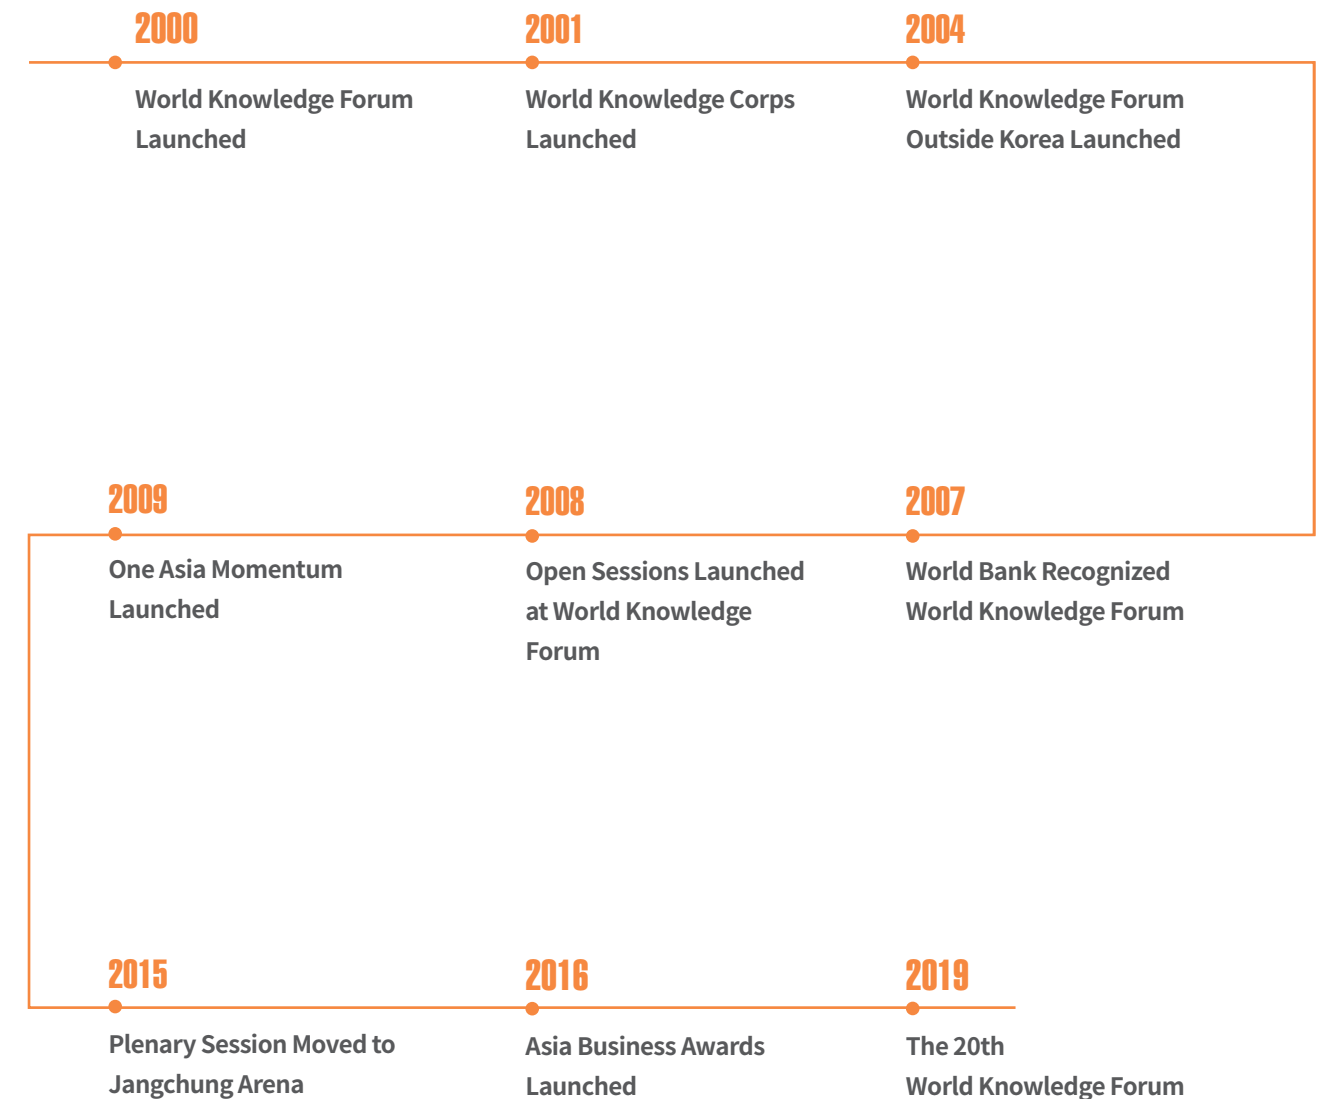 2000
World Knowledge Forum
Launched
2001
World Knowledge Corps
Launched
2004
World Knowledge Forum
Outside Korea Launched
2007
World Bank Recognized
World Knowledge Forum
2008
Open Sessions Launched
at World Knowledge
Forum
2009
One Asia Momentum
Launched
2015
Plenary Session Moved to
Jangchung Arena
2016
Asia Business Awards
Launched
2019
The 20th
World Knowledge Forum